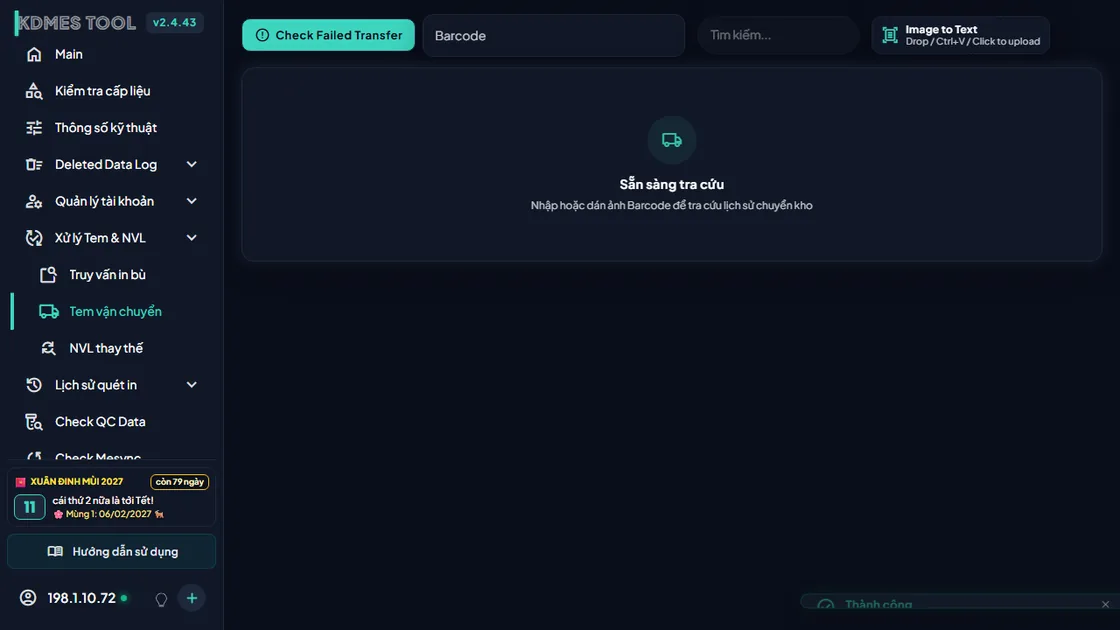 KDMES TOOL
v2.4.43
Main
Kiểm tra cấp liệu
Thông số kỹ thuật
Deleted Data Log
Quản lý tài khoản
Xử lý Tem & NVL
Truy vấn in bù
Tem vận chuyển
NVL thay thế
Lịch sử quét in
Check QC Data
Check Mesync
XUÂN ĐINH MÙI 2027
còn 79 ngày
11
cái thứ 2 nữa là tới Tết!
Mùng 1: 06/02/2027
Hướng dẫn sử dụng
198.1.10.72
Check Failed Transfer
Barcode
Tìm kiếm...
Image to Text
Drop / Ctrl+V / Click to upload
Sẵn sàng tra cứu
Nhập hoặc dán ảnh Barcode để tra cứu lịch sử chuyển kho
Thành công